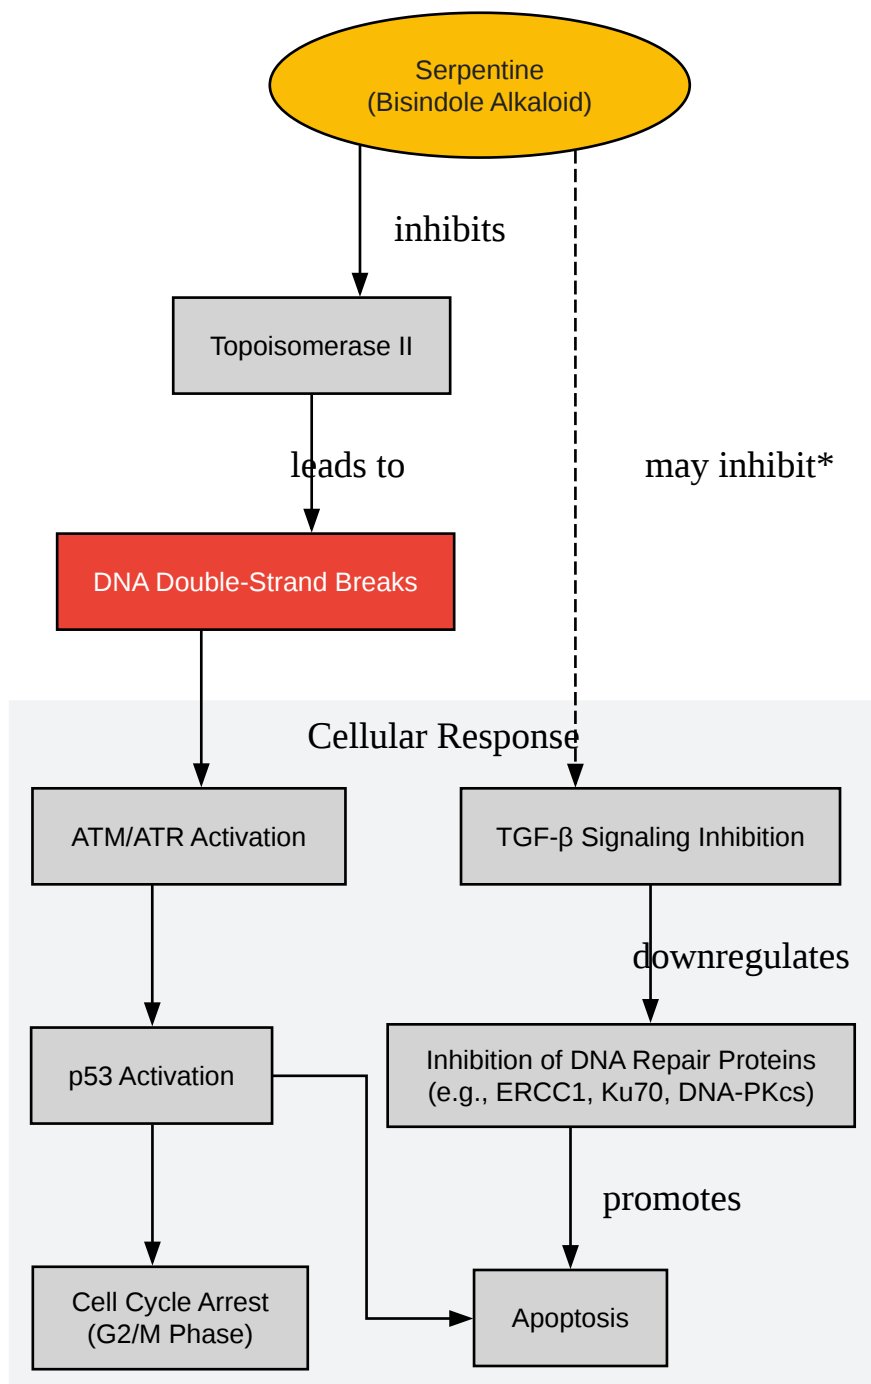 Serpentine
(Bisindole Alkaloid)
inhibits
Topoisomerase II
leads to
may inhibit*
DNA Double-Strand Breaks
Cellular Response
ATM/ATR Activation
TGF-β Signaling Inhibition
downregulates
p53 Activation
Inhibition of DNA Repair Proteins
(e.g., ERCC1, Ku70, DNA-PKcs)
promotes
Cell Cycle Arrest
(G2/M Phase)
Apoptosis